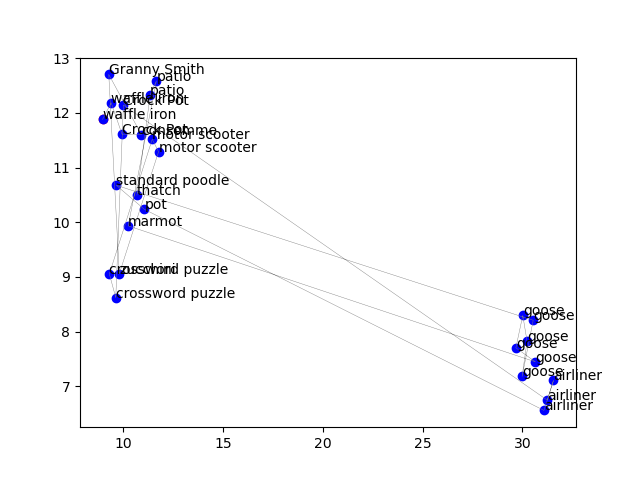 13
Granny Smith
patio
patio
waffle iron
Crock Pot
12
waffle iron
Crock Pot
consomme
motor scooter
motor scooter
11
standard poodle
thatch
pot
10
marmot
9
crossword puzzle
zucchini
crossword puzzle
goose
goose
8
goose
goose
goose
goose
airliner
7
airliner
airliner
10
15
20
25
30